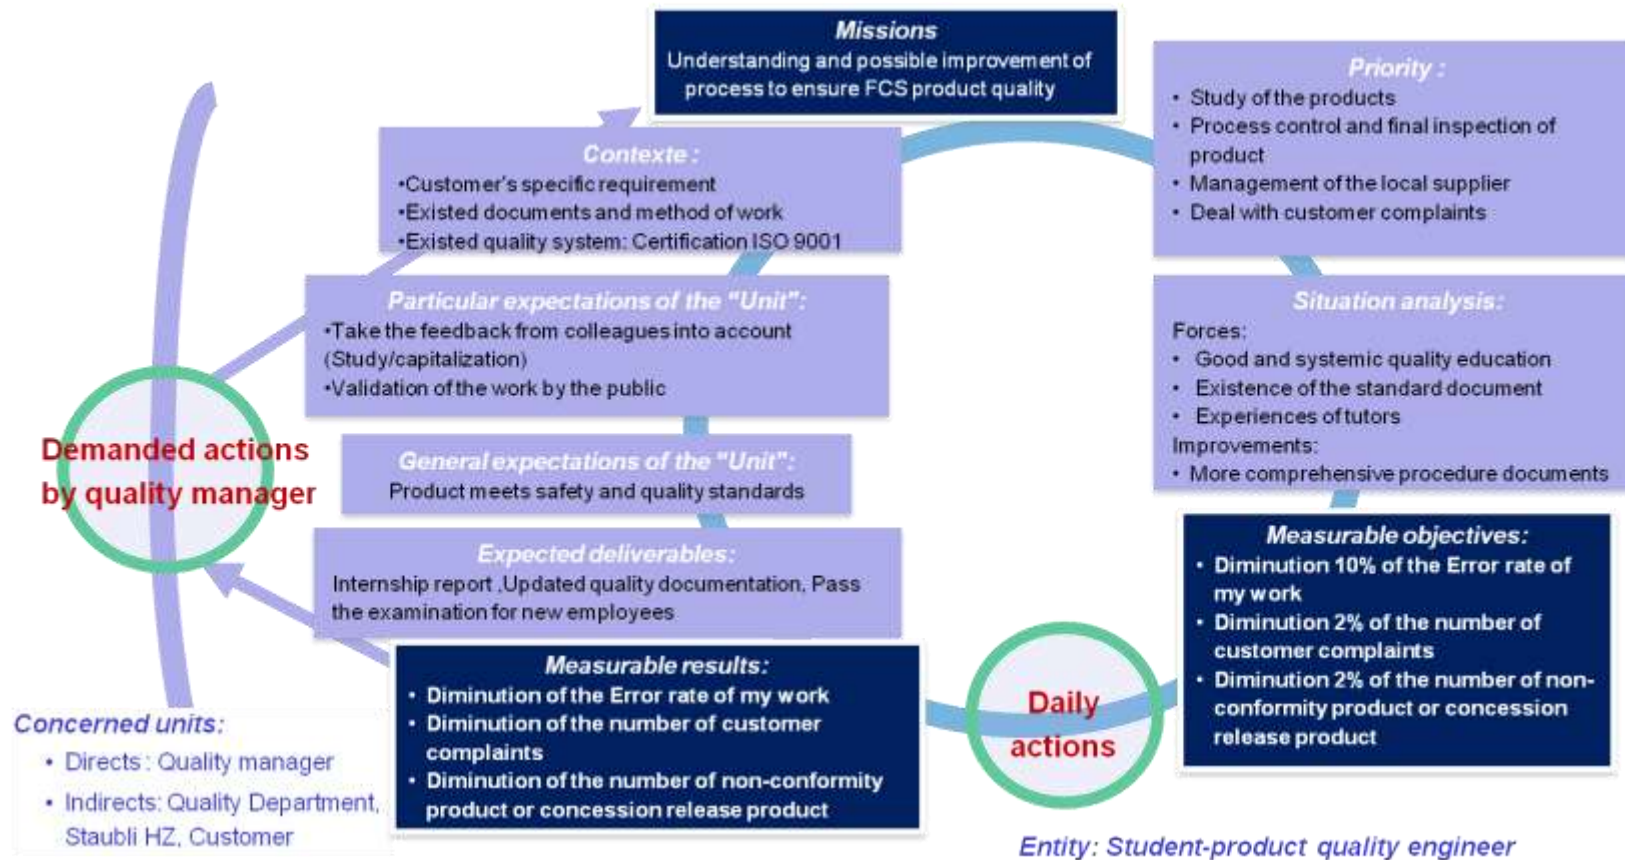 Missions
Understanding and possible improvement of
process to ensure FCS product quality
Contexte :
•Customer's specific requirement
•Existed documents and method of work
•Existed quality system: Certification ISO 9001
Particular expectations of the "Unit":
•Take the feedback from colleagues into account
(Study/capitalization)
•Validation of the work by the public
General expectations of the "Unit":
Product meets safety and quality standards
Expected deliverables:
Internship report ,Updated quality documentation, Pass
the examination for new employees
Measurable results:
• Diminution of the Error rate of my work
• Diminution of the number of customer
complaints
• Diminution of the number of non-conformity
product or concession release product
Demanded actions
by quality manager
Concerned units:
• Directs : Quality manager
• Indirects: Quality Department,
Staubli HZ, Customer
Priority :
• Study of the products
• Process control and final inspection of
product
• Management of the local supplier
• Deal with customer complaints
Situation analysis:
Forces:
• Good and systemic quality education
• Existence of the standard document
• Experiences of tutors
Improvements:
• More comprehensive procedure documents
Measurable objectives:
• Diminution 10% of the Error rate of
my work
• Diminution 2% of the number of
customer complaints
• Diminution 2% of the number of non-
conformity product or concession
release product
Daily
actions
Entity: Student-product quality engineer